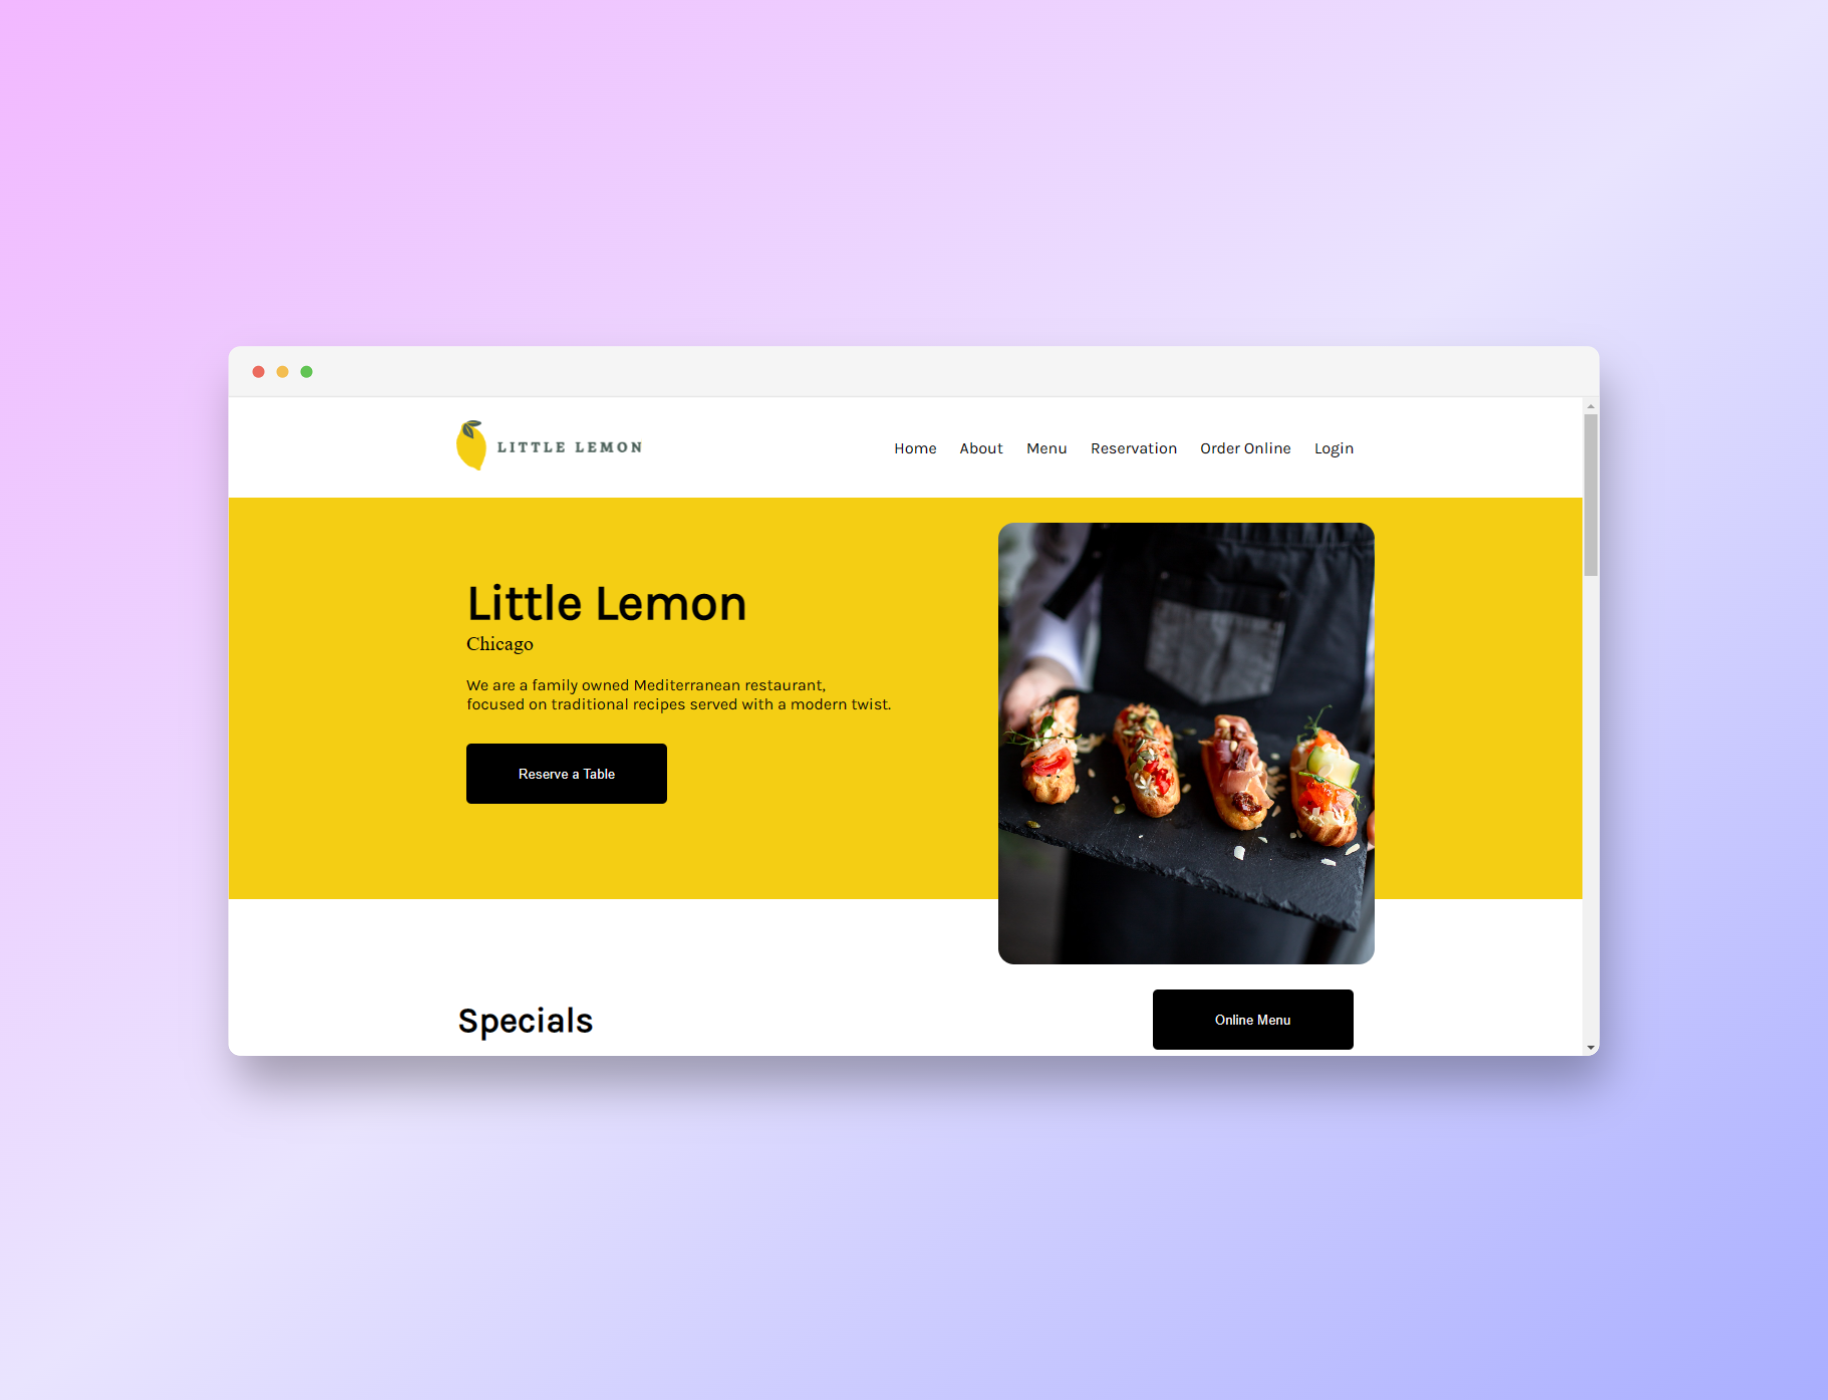 LITTLE LEMON
Home About Menu Reservation Order Online Login
Little Lemon
Chicago
We are a family owned Mediterranean restaurant,
focused on traditional recipes served with a modern twist.
Reserve a Table
Specials
Online Menu